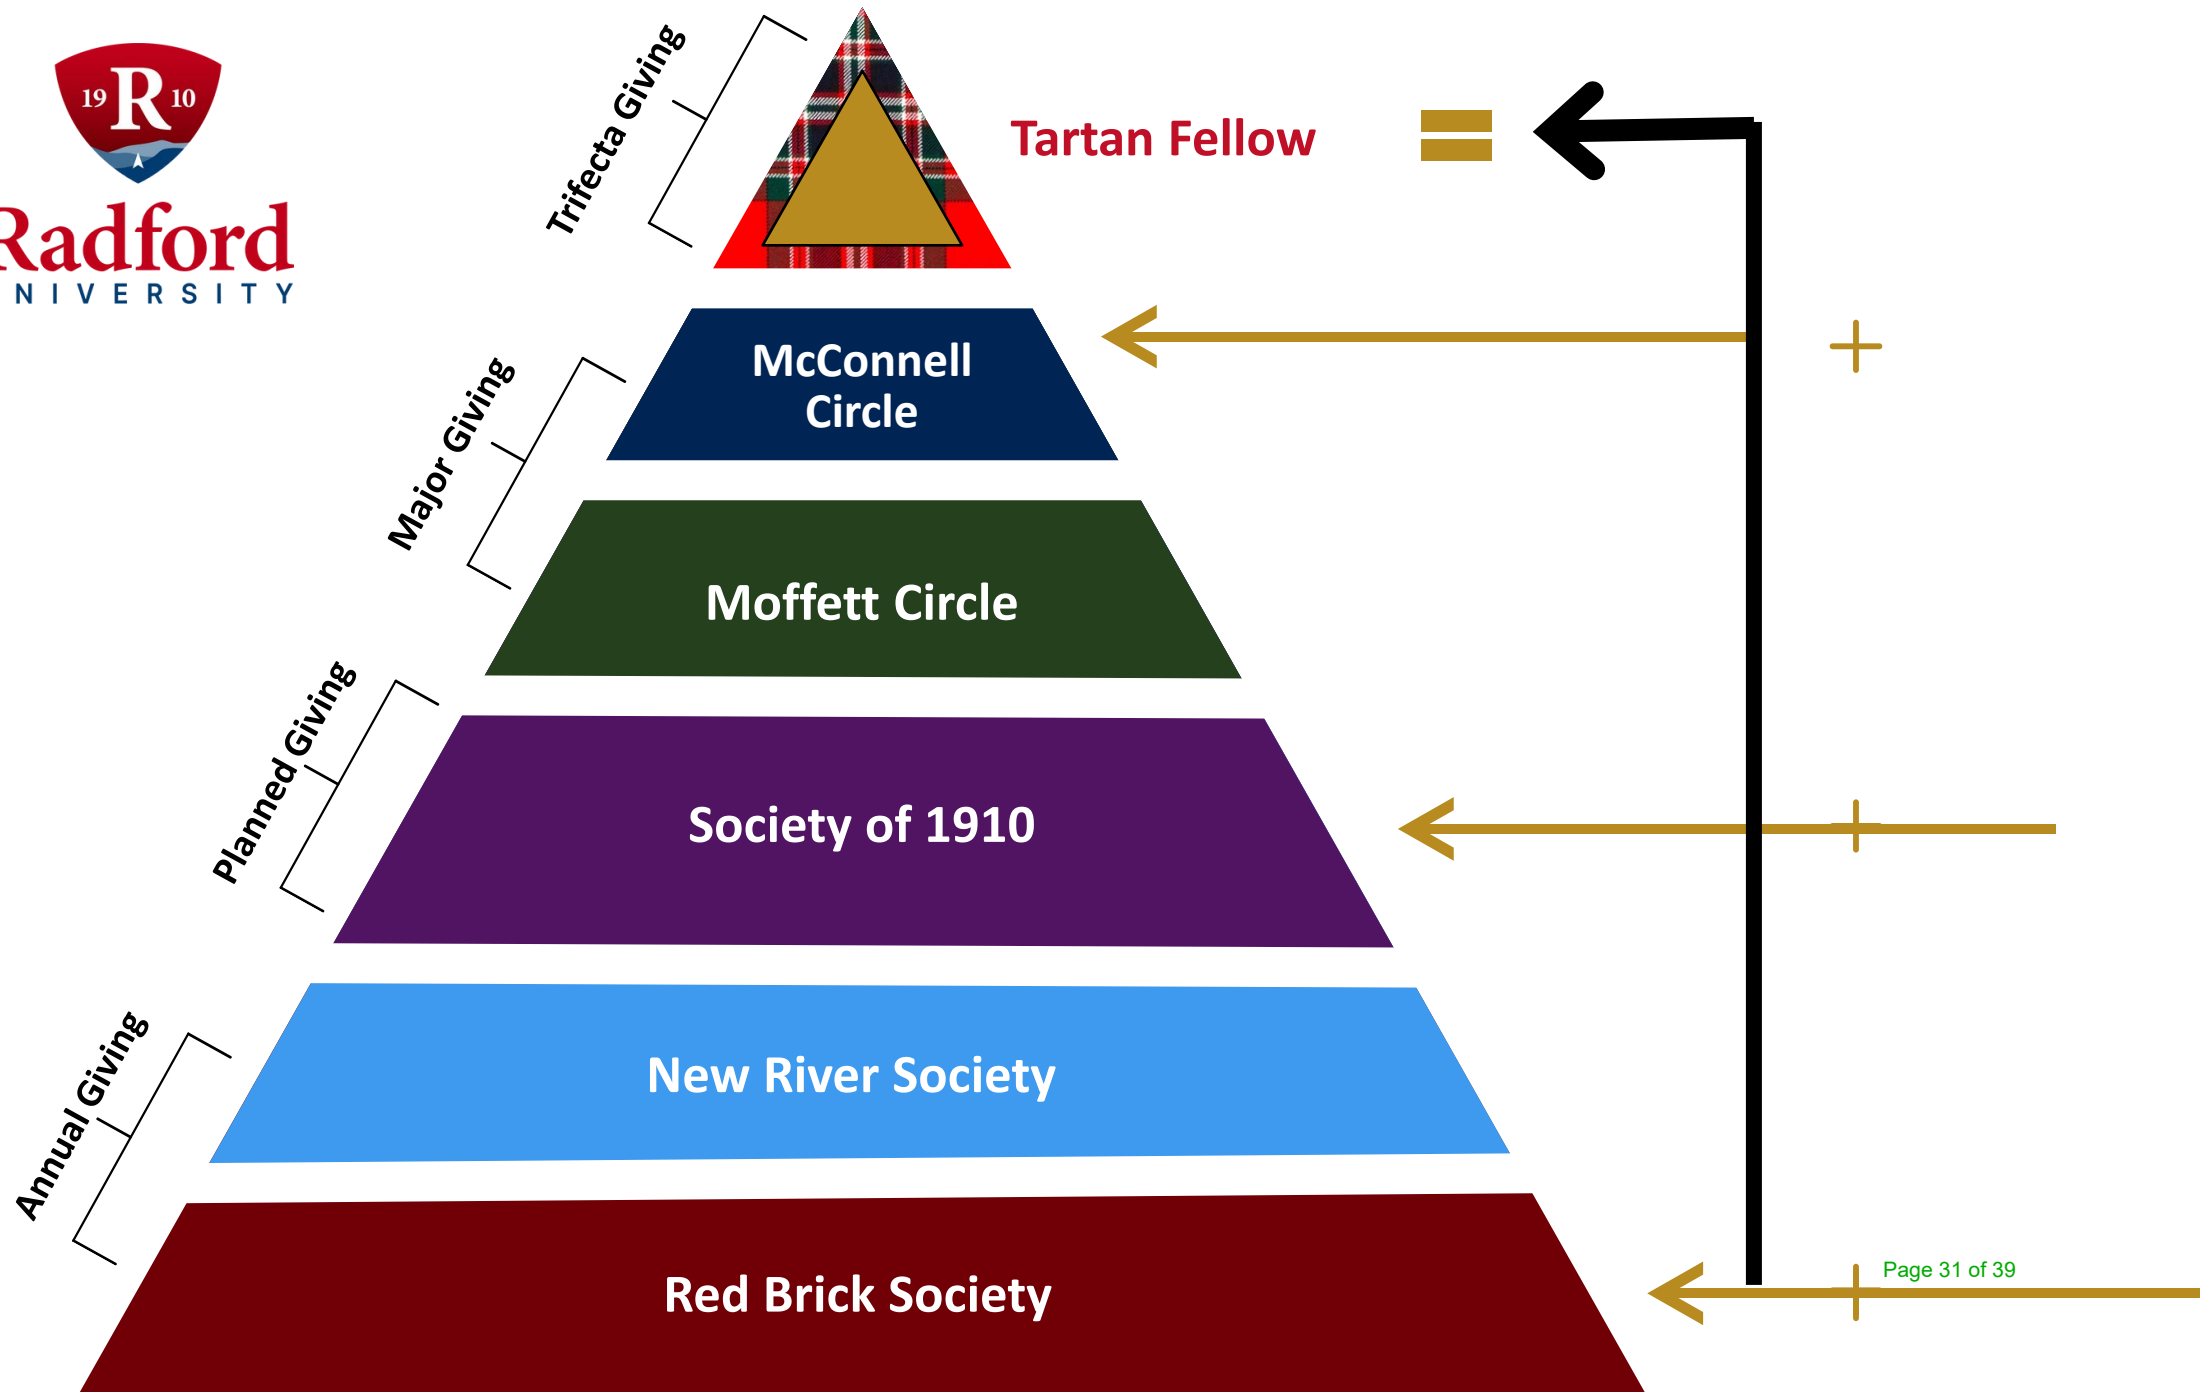 19 R 10
Radford
NIVERSITY
Trifecta Giving
Tartan Fellow
=
McConnell
Circle
+
Major Giving
Moffett Circle
Planned Giving
Society of 1910
+
Annual Giving
New River Society
Red Brick Society
+
Page 31 of 39